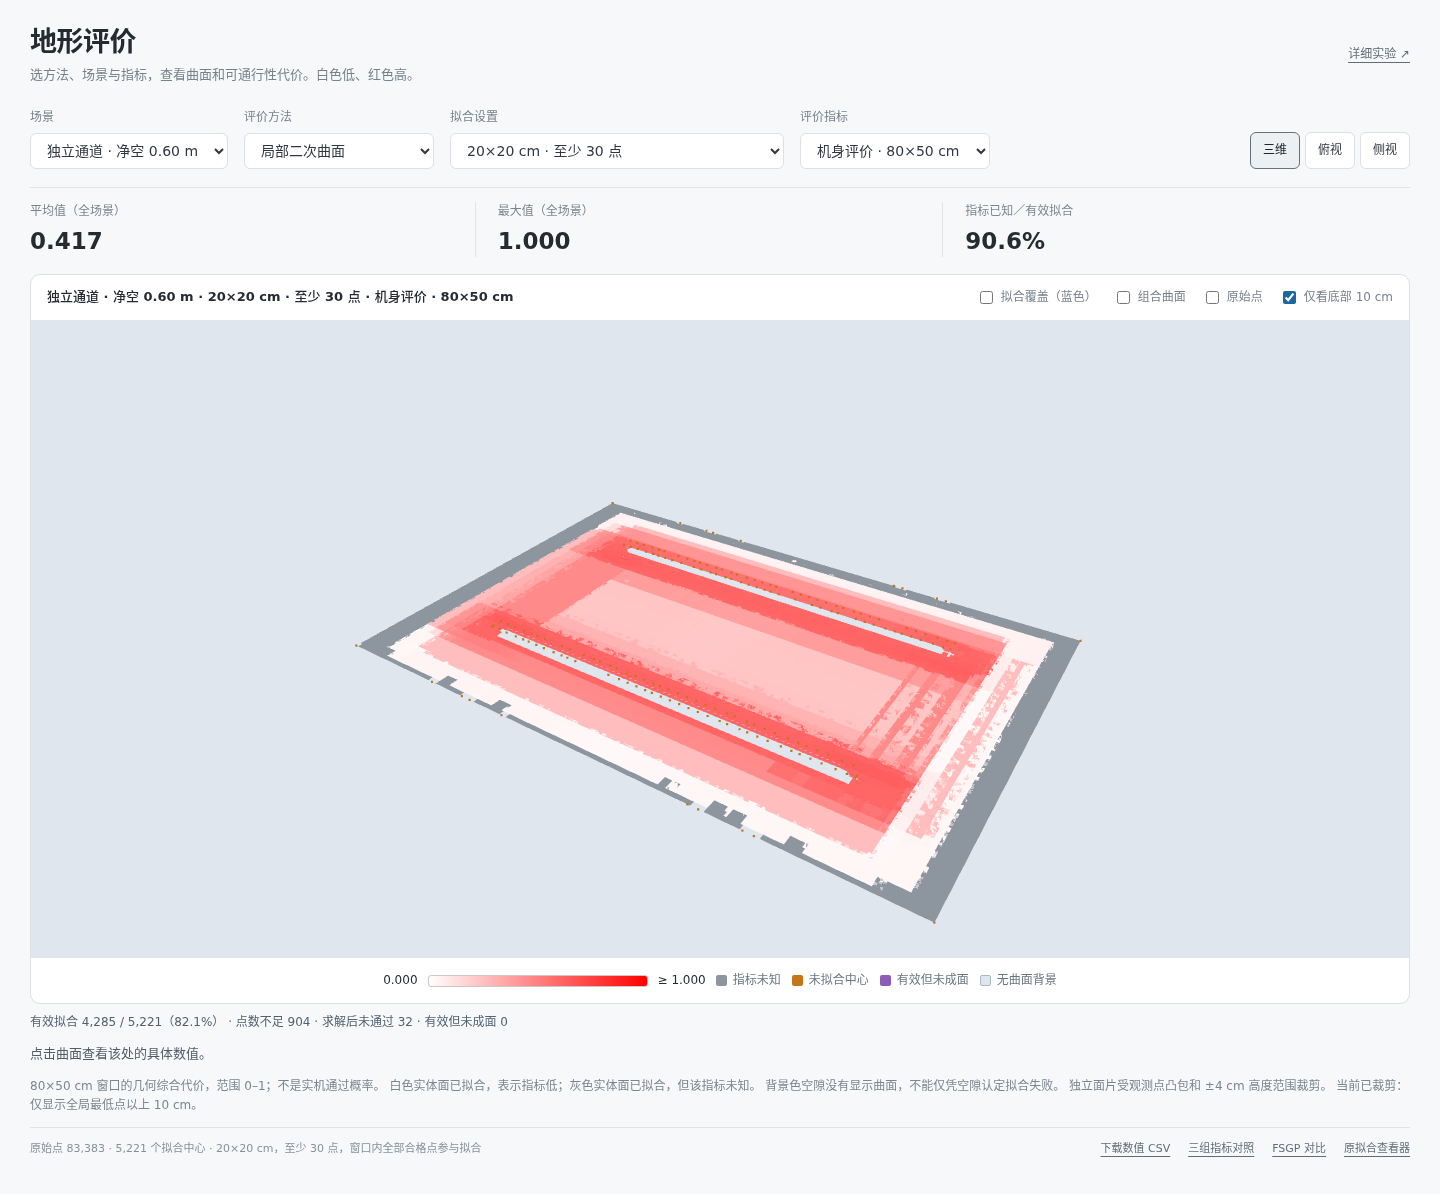 地形评价
选方法、场景与指标，查看曲面和可通行性代价。白色低、红色高。
详细实验 ↗
场景
评价方法
拟合设置
评价指标
独立通道 · 净空 0.60 m
局部二次曲面
20×20 cm · 至少 30 点
机身评价 · 80×50 cm
三维
俯视
侧视
平均值（全场景）
最大值（全场景）
指标已知／有效拟合
0.417
1.000
90.6%
独立通道 · 净空 0.60 m · 20×20 cm · 至少 30 点 · 机身评价 · 80×50 cm
拟合覆盖（蓝色）
组合曲面
原始点
仅看底部 10 cm
0.000
≥ 1.000
指标未知
未拟合中心
有效但未成面
无曲面背景
有效拟合 4,285 / 5,221（82.1%） · 点数不足 904 · 求解后未通过 32 · 有效但未成面 0
点击曲面查看该处的具体数值。
80×50 cm 窗口的几何综合代价，范围 0–1；不是实机通过概率。 白色实体面已拟合，表示指标低；灰色实体面已拟合，但该指标未知。 背景色空隙没有显示曲面，不能仅凭空隙认定拟合失败。 独立面片受观测点凸包和 ±4 cm 高度范围裁剪。 当前已裁剪：
仅显示全局最低点以上 10 cm。
原始点 83,383 · 5,221 个拟合中心 · 20×20 cm，至少 30 点，窗口内全部合格点参与拟合
下载数值 CSV
三组指标对照
FSGP 对比
原拟合查看器